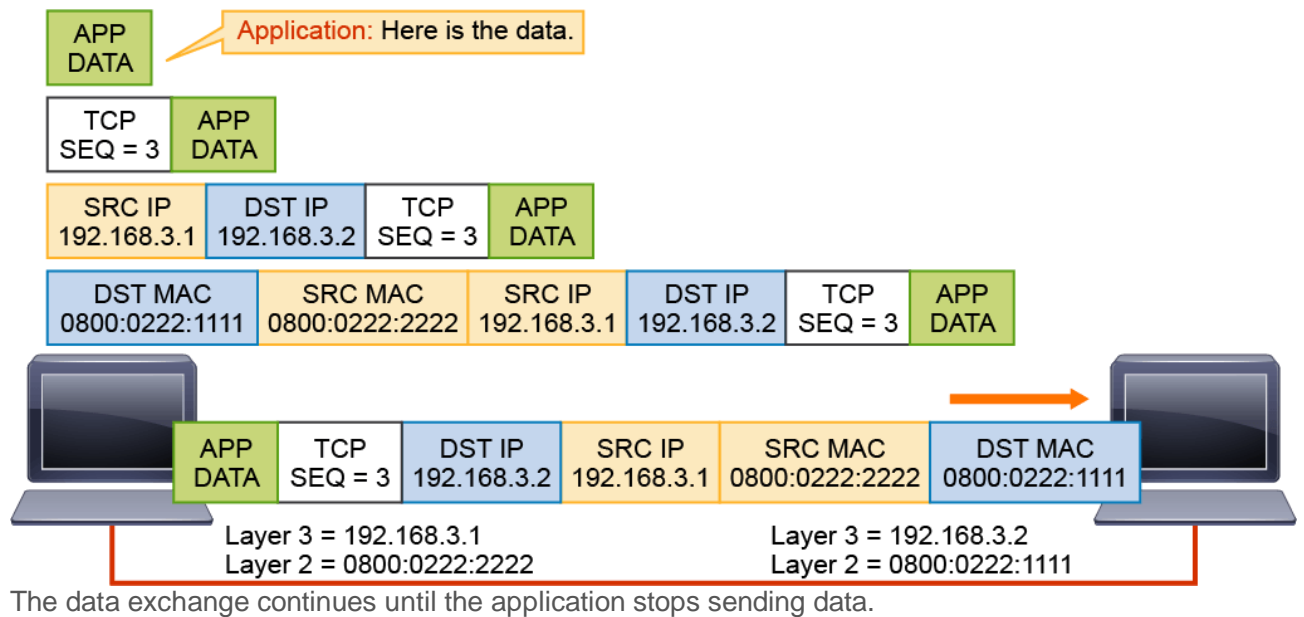 APP
DATA
Application: Here is the data.
TCP
SEQ = 3
APP
DATA
SRC IP
192.168.3.1
DST IP
192.168.3.2
TCP
SEQ = 3
APP
DATA
DST MAC
0800:0222:1111
SRC MAC
0800:0222:2222
SRC IP
192.168.3.1
DST IP
192.168.3.2
TCP
SEQ = 3
APP
DATA
APP
DATA
TCP
SEQ = 3
DST IP
192.168.3.2
SRC IP
192.168.3.1
SRC MAC
0800:0222:2222
DST MAC
0800:0222:1111
Layer 3 = 192.168.3.1
Layer 2 = 0800:0222:2222
Layer 3 = 192.168.3.2
Layer 2 = 0800:0222:1111
The data exchange continues until the application stops sending data.